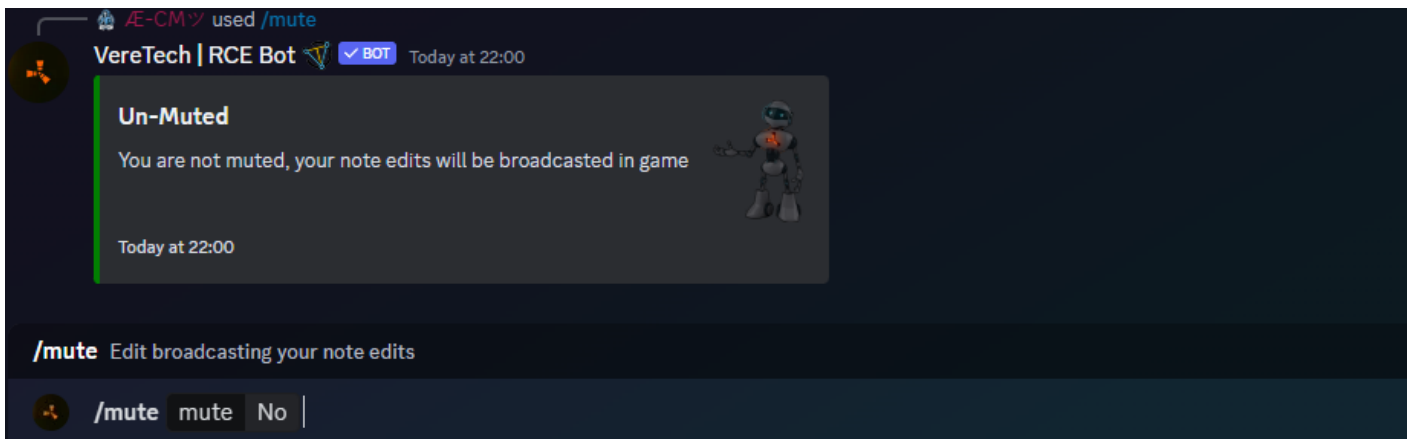 Æ-CMツ used /mute
VereTech | RCE Bot ✓ BOT Today at 22:00
Un-Muted
You are not muted, your note edits will be broadcasted in game
Today at 22:00
/mute Edit broadcasting your note edits
/mute mute No